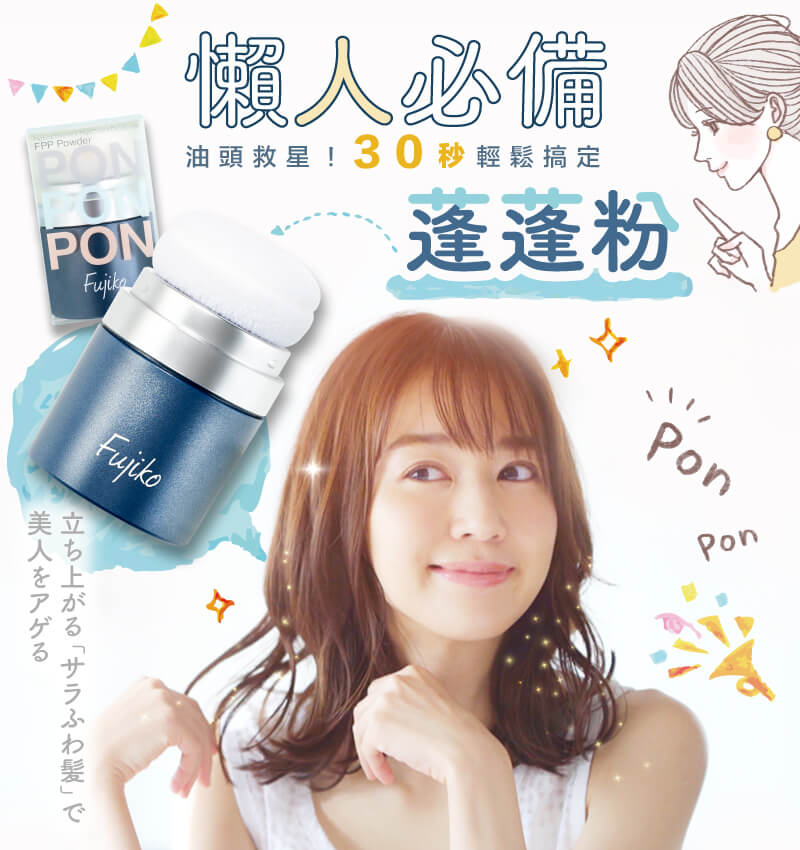 懶人必備
油頭救星！30秒輕鬆搞定
蓬蓬粉
FPP Powder
PON
PON
PON
Fujiko
Fujiko
Pon
Pon
立ち上がる「サラふわ髪」で
美人をアゲる